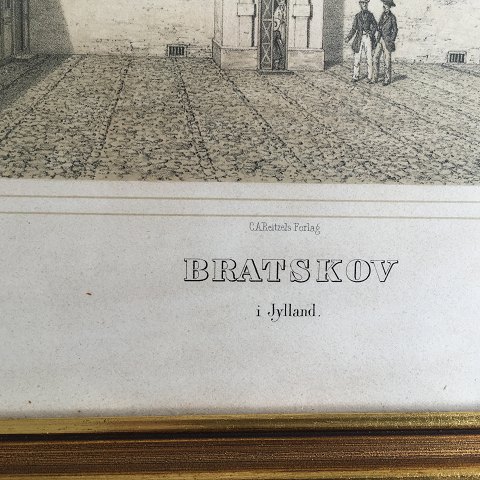 C.A.Reitzels Forlag
BRATSKOV
i Jylland.